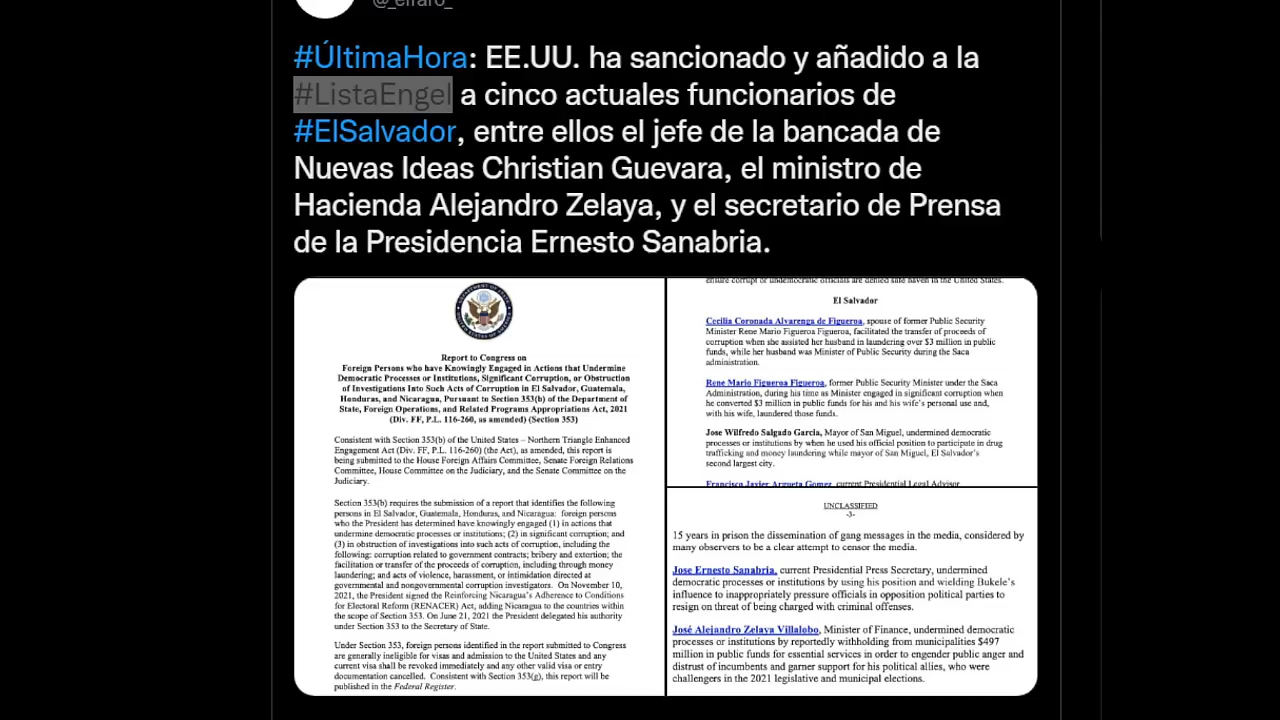 @_elfaro_
#ÚltimaHora: EE.UU. ha sancionado y añadido a la
#ListaEngel a cinco actuales funcionarios de
#ElSalvador, entre ellos el jefe de la bancada de
Nuevas Ideas Christian Guevara, el ministro de
Hacienda Alejandro Zelaya, y el secretario de Prensa
de la Presidencia Ernesto Sanabria.
Report to Congress on
Foreign Persons who have Knowingly Engaged in Actions that Undermine
Democratic Processes or Institutions, Significant Corruption, or Obstruction
of Investigations Into Such Acts of Corruption in El Salvador, Guatemala,
Honduras, and Nicaragua, Pursuant to Section 353(b) of the Department of
State, Foreign Operations, and Related Programs Appropriations Act, 2021
(Div. FF, P.L. 116-260, as amended) (Section 353)
Consistent with Section 353(b) of the United States – Northern Triangle Enhanced
Engagement Act (Div. FF, P.L. 116-260) (the Act), as amended, this report is
being submitted to the House Foreign Affairs Committee, Senate Foreign Relations
Committee, House Committee on the Judiciary, and the Senate Committee on the
Judiciary.
Section 353(b) requires the submission of a report that identifies the following
persons in El Salvador, Guatemala, Honduras, and Nicaragua: foreign persons
who the President has determined have knowingly engaged (1) in actions that
undermine democratic processes or institutions; (2) in significant corruption; and
(3) in obstruction of investigations into such acts of corruption, including the
following: corruption related to government contracts; bribery and extortion; the
facilitation or transfer of the proceeds of corruption, including through money
laundering; and acts of violence, harassment, or intimidation directed at
governmental and nongovernmental corruption investigators. On November 10,
2021, the President signed the Reinforcing Nicaragua's Adherence to Conditions
for Electoral Reform (RENACER) Act, adding Nicaragua to the countries within
the scope of Section 353. On June 21, 2021 the President delegated his authority
under Section 353 to the Secretary of State.
Under Section 353, foreign persons identified in the report submitted to Congress
are generally ineligible for visas and admission to the United States and any
current visa shall be revoked immediately and any other valid visa or entry
documentation cancelled. Consistent with Section 353(g), this report will be
published in the Federal Register.
ensure corrupt or undemocratic officials are denied safe haven in the United States.
El Salvador
Cecilia Coronada Alvarenga de Figueroa, spouse of former Public Security
Minister Rene Mario Figueroa Figueroa, facilitated the transfer of proceeds of
corruption when she assisted her husband in laundering over $3 million in public
funds, while her husband was Minister of Public Security during the Saca
administration.
Rene Mario Figueroa Figueroa, former Public Security Minister under the Saca
Administration, during his time as Minister engaged in significant corruption when
he converted $3 million in public funds for his and his wife's personal use and,
with his wife, laundered those funds.
Jose Wilfredo Salgado Garcia, Mayor of San Miguel, undermined democratic
processes or institutions by when he used his official position to participate in drug
trafficking and money laundering while mayor of San Miguel, El Salvador's
second largest city.
Francisco Javier Argueta Gomez, current Presidential Legal Advisor,
UNCLASSIFIED
-3-
15 years in prison the dissemination of gang messages in the media, considered by
many observers to be a clear attempt to censor the media.
Jose Ernesto Sanabria, current Presidential Press Secretary, undermined
democratic processes or institutions by using his position and wielding Bukele's
influence to inappropriately pressure officials in opposition political parties to
resign on threat of being charged with criminal offenses.
José Alejandro Zelaya Villalobo, Minister of Finance, undermined democratic
processes or institutions by reportedly withholding from municipalities $497
million in public funds for essential services in order to engender public anger and
distrust of incumbents and garner support for his political allies, who were
challengers in the 2021 legislative and municipal elections.